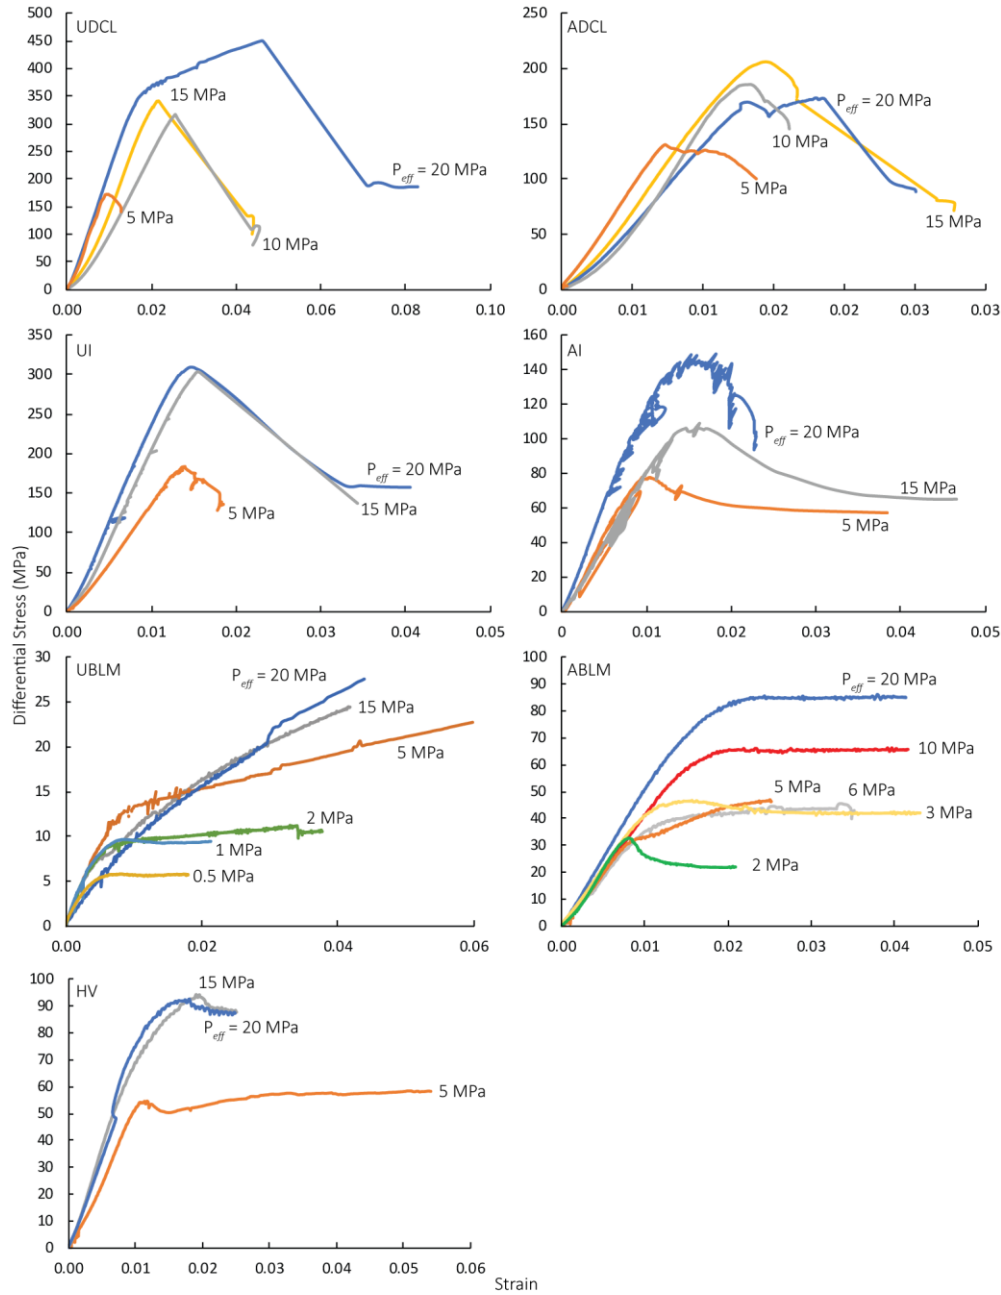 Differential Stress (MPa)
UDCL
500
450
400
350
300
250
200
150
100
50
0
15 MPa
Peff = 20 MPa
5 MPa
10 MPa
0.00 0.02 0.04 0.06 0.08 0.10
ADCL
250
200
150
100
50
0
Peff = 20 MPa
10 MPa
5 MPa
15 MPa
0.00 0.01 0.01 0.02 0.02 0.03 0.03
UI
350
300
250
200
150
100
50
0
Peff = 20 MPa
5 MPa
15 MPa
0.00 0.01 0.02 0.03 0.04 0.05
AI
160
140
120
100
80
60
40
20
0
Peff = 20 MPa
15 MPa
5 MPa
0 0.01 0.02 0.03 0.04 0.05
UBLM
30
25
20
15
10
5
0
Peff = 20 MPa
15 MPa
5 MPa
2 MPa
1 MPa
0.5 MPa
0.00 0.02 0.04 0.06
ABLM
100
90
80
70
60
50
40
30
20
10
0
Peff = 20 MPa
10 MPa
5 MPa
6 MPa
3 MPa
2 MPa
0.00 0.01 0.02 0.03 0.04 0.05
HV
100
90
80
70
60
50
40
30
20
10
0
15 MPa
Peff = 20 MPa
5 MPa
0.00 0.01 0.02 0.03 0.04 0.05 0.06
Strain